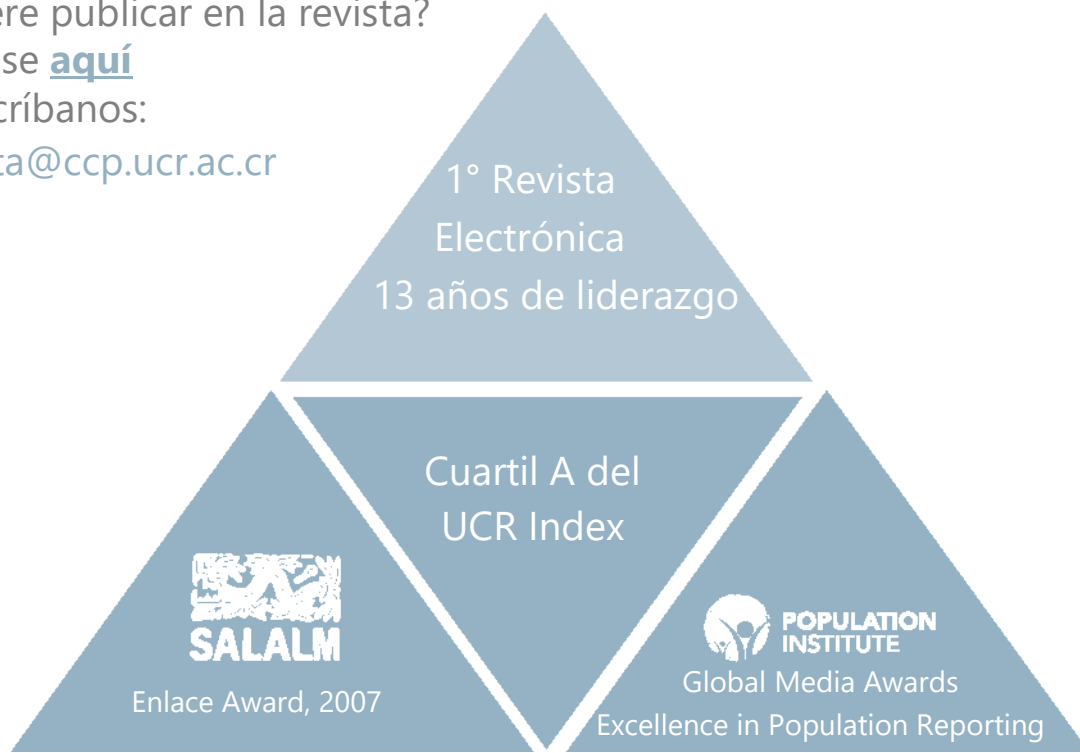 ere publicar en la revista?
se aquí
críbanos:
ta@ccp.ucr.ac.cr
1° Revista
Electrónica
13 años de liderazgo
Cuartil A del
UCR Index
SALALM
Enlace Award, 2007
POPULATION
INSTITUTE
Global Media Awards
Excellence in Population Reporting